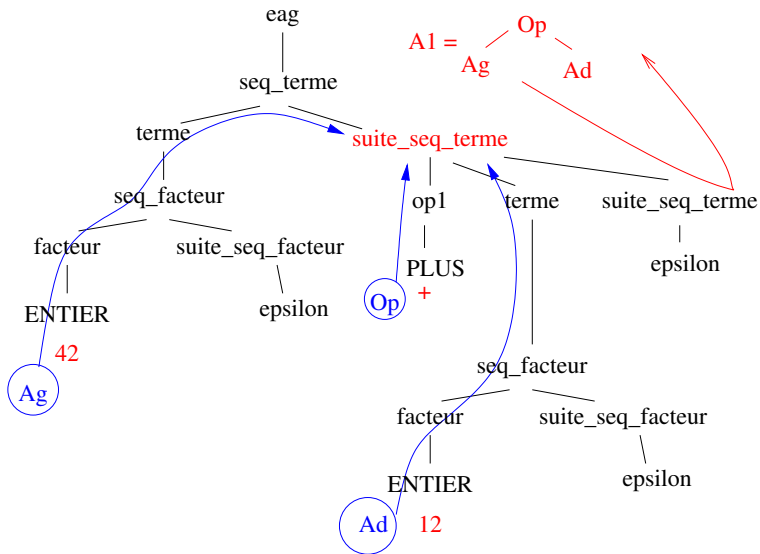 eag
Op
A1 =
Ag
Ad
seq_terme
terme
suite_seq_terme
seq_facteur
op1
terme
suite_seq_terme
facteur
suite_seq_facteur
PLUS
epsilon
Op
+
ENTIER
epsilon
42
Ag
seq_facteur
facteur
suite_seq_facteur
ENTIER
epsilon
Ad
12